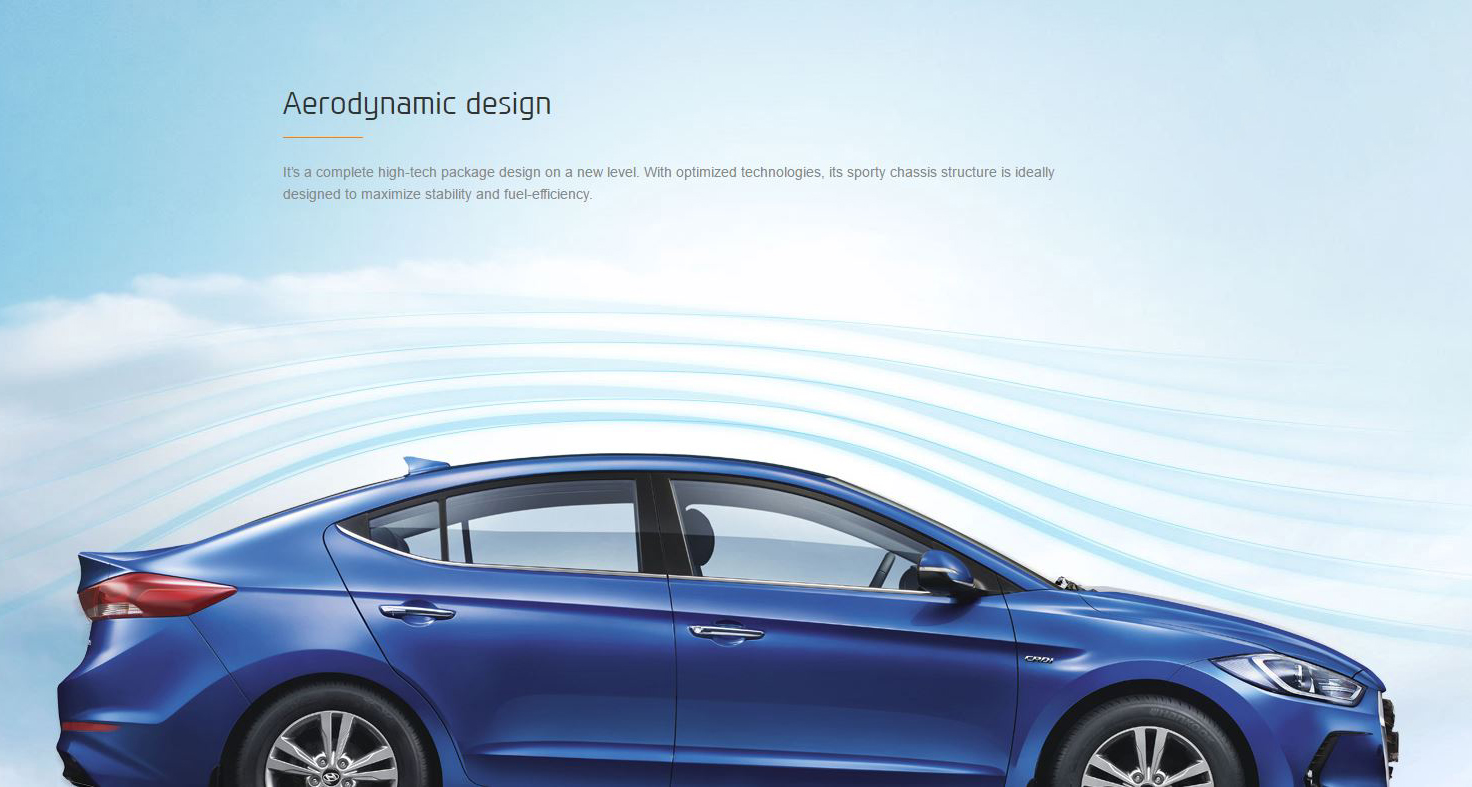 Aerodynamic design
It's a complete high-tech package design on a new level. With optimized technologies, its sporty chassis structure is ideally
designed to maximize stability and fuel-efficiency.
CRDi